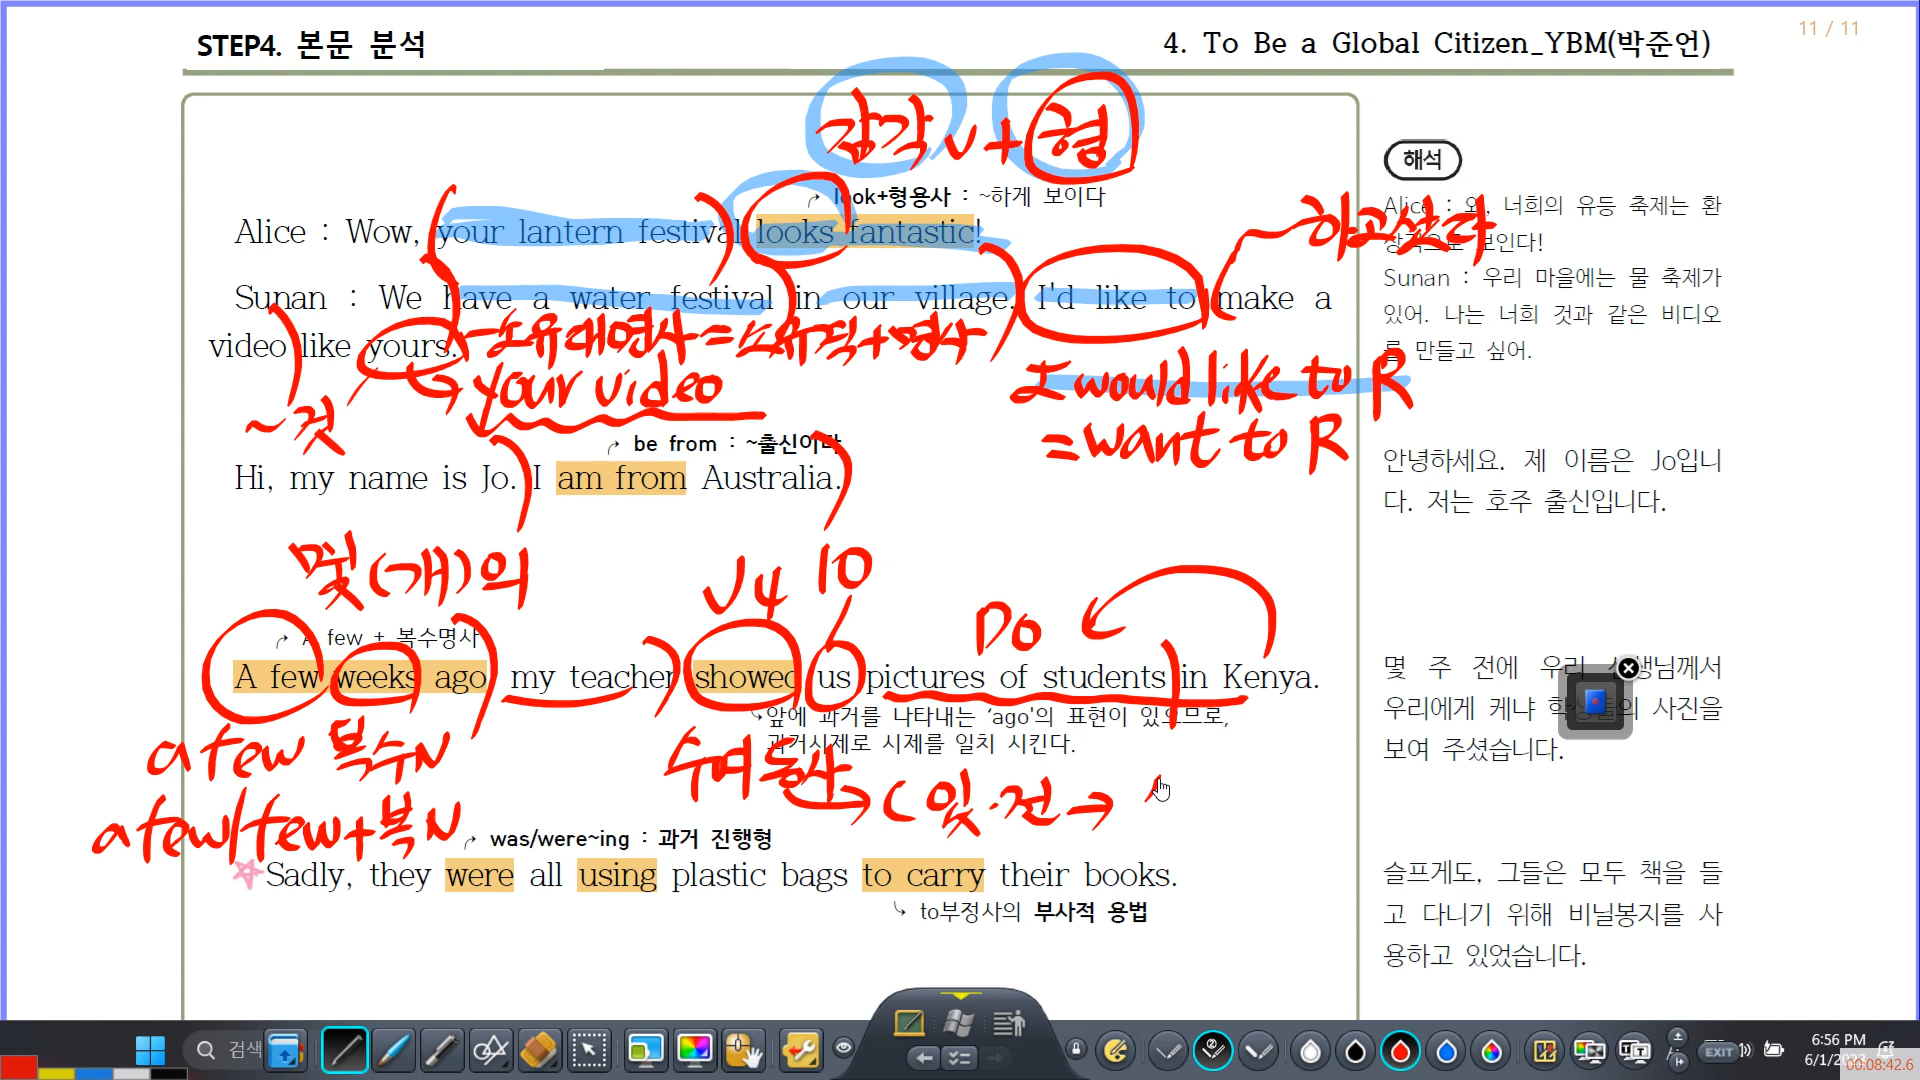 11 / 11
STEP4. 본문 분석
4. To Be a Global Citizen_YBM(박준언)
감각 v + 형
해석
look+형용사 : ~하게 보이다
Alice : Wow, your lantern festival looks fantastic!
~하고싶다
Alice : 와, 너희의 유등 축제는 환
상적으로 보인다!
Sunan : We have a water festival in our village. I'd like to make a
Sunan : 우리 마을에는 물 축제가
있어. 나는 너희 것과 같은 비디오
를 만들고 싶어.
video like yours.
소유대명사 = 소유격+명사
your video
~것
I would like to R
= want to R
be from : ~출신이다
Hi, my name is Jo. I am from Australia.
안녕하세요. 제 이름은 Jo입니
다. 저는 호주 출신입니다.
몇(개)의
V4
IO
DO
A few + 복수명사
A few weeks ago my teacher showed us pictures of students in Kenya.
몇 주 전에 우리 선생님께서
우리에게 케냐 학생들의 사진을
보여 주셨습니다.
앞에 과거를 나타내는 'ago'의 표현이 있으므로,
과거시제로 시제를 일치 시킨다.
a few 복수N
수여동사
a few/few+복N
was/were~ing : 과거 진행형
Sadly, they were all using plastic bags to carry their books.
to부정사의 부사적 용법
슬프게도, 그들은 모두 책을 들
고 다니기 위해 비닐봉지를 사
용하고 있었습니다.
검색
EXIT
6:56 PM
00:08:42.6